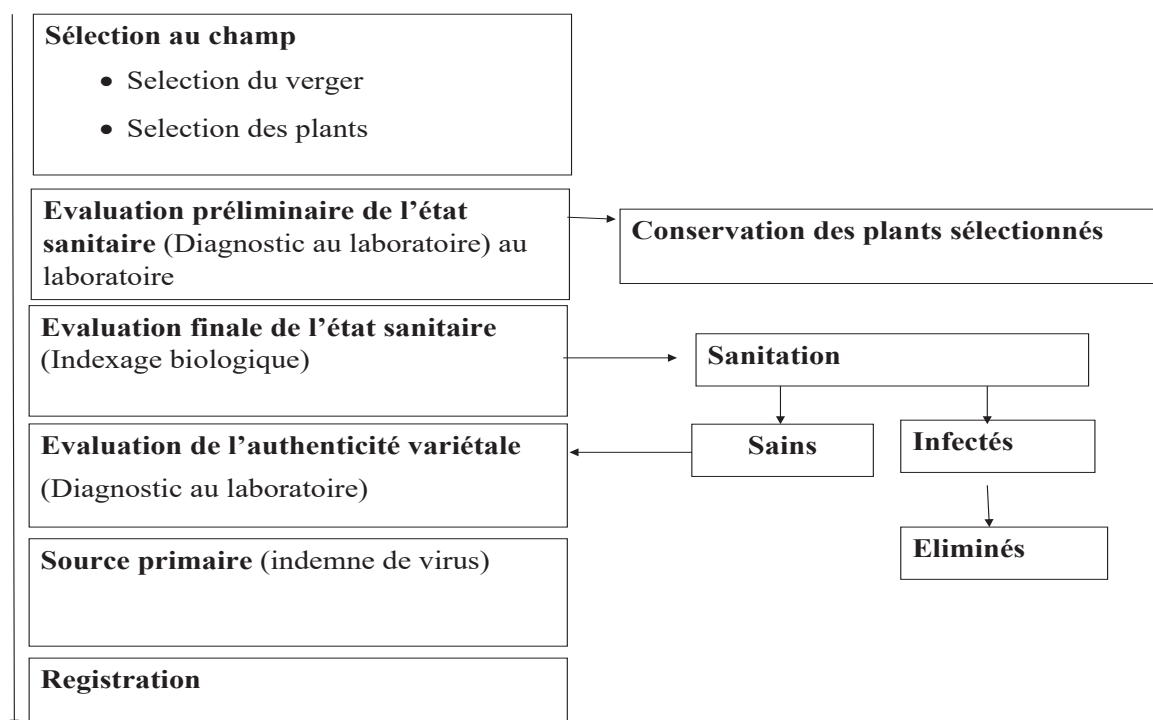 Sélection au champ
• Selection du verger
• Selection des plants
Evaluation préliminaire de l’état
sanitaire (Diagnostic au laboratoire) au
laboratoire
Conservation des plants sélectionnés
Evaluation finale de l’état sanitaire
(Indexage biologique)
Sanitation
Sains
Infectés
Evaluation de l’authenticité variétale
(Diagnostic au laboratoire)
Eliminés
Source primaire (indemne de virus)
Registration